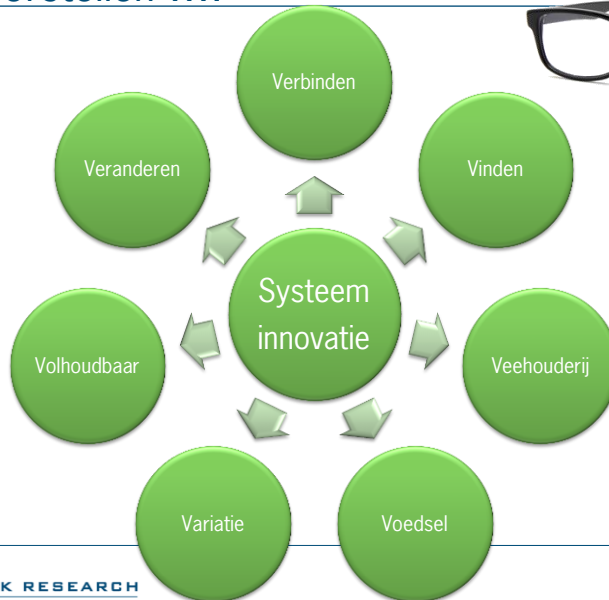 Verbinden
Veranderen
Vinden
Systeem
innovatie
Volhoudbaar
Veehouderij
Variatie
Voedsel
K RESEARCH